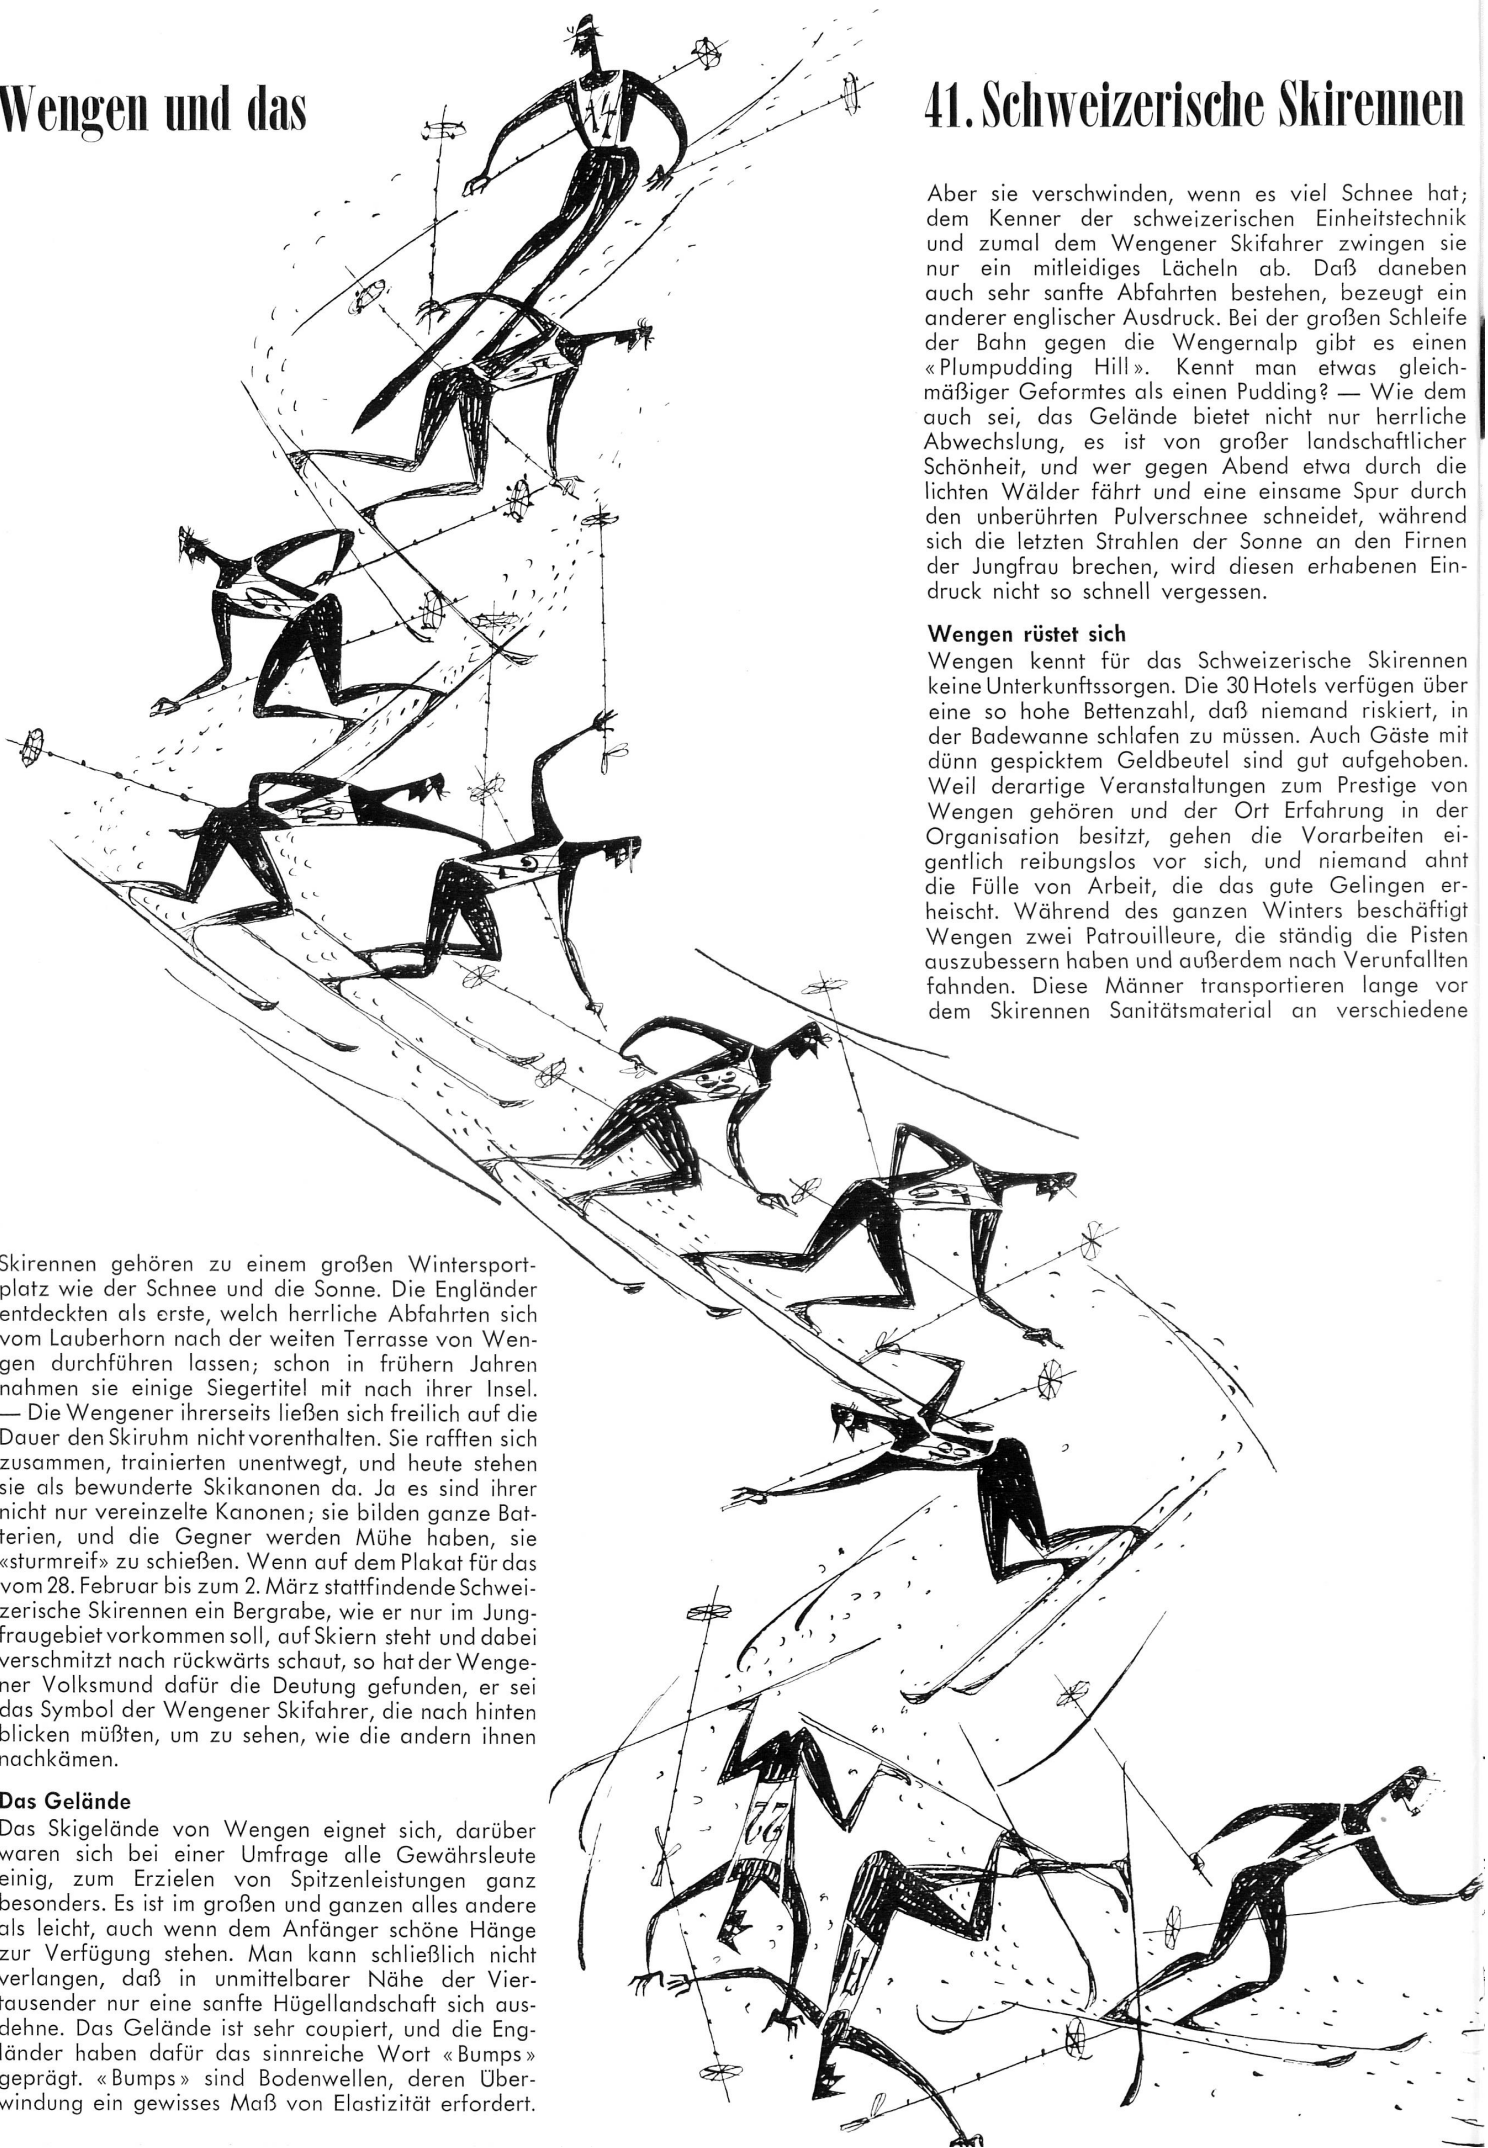 Wengen und das
41. Schweizerische Skirennen
Skirennen gehören zu einem großen Wintersport-
platz wie der Schnee und die Sonne. Die Engländer
entdeckten als erste, welch herrliche Abfahrten sich
vom Lauberhorn nach der weiten Terrasse von Wen-
gen durchführen lassen; schon in frühern Jahren
nahmen sie einige Siegertitel mit nach ihrer Insel.
— Die Wengener ihrerseits ließen sich freilich auf die
Dauer den Skiruhm nicht vorenthalten. Sie rafften sich
zusammen, trainierten unentwegt, und heute stehen
sie als bewunderte Skikanonen da. Ja es sind ihrer
nicht nur vereinzelte Kanonen; sie bilden ganze Bat-
terien, und die Gegner werden Mühe haben, sie
«sturmreif» zu schießen. Wenn auf dem Plakat für das
vom 28. Februar bis zum 2. März stattfindende Schwei-
zerische Skirennen ein Bergrabe, wie er nur im Jung-
fraugebiet vorkommen soll, auf Skiern steht und dabei
verschmitzt nach rückwärts schaut, so hat der Wenge-
ner Volksmund dafür die Deutung gefunden, er sei
das Symbol der Wengener Skifahrer, die nach hinten
blicken müßten, um zu sehen, wie die andern ihnen
nachkämen.
Das Gelände
Das Skigelände von Wengen eignet sich, darüber
waren sich bei einer Umfrage alle Gewährsleute
einig, zum Erzielen von Spitzenleistungen ganz
besonders. Es ist im großen und ganzen alles andere
als leicht, auch wenn dem Anfänger schöne Hänge
zur Verfügung stehen. Man kann schließlich nicht
verlangen, daß in unmittelbarer Nähe der Vier-
tausender nur eine sanfte Hügellandschaft sich aus-
dehne. Das Gelände ist sehr coupiert, und die Eng-
länder haben dafür das sinnreiche Wort «Bumps»
geprägt. «Bumps» sind Bodenwellen, deren Über-
windung ein gewisses Maß von Elastizität erfordert.
Aber sie verschwinden, wenn es viel Schnee hat;
dem Kenner der schweizerischen Einheitstechnik
und zumal dem Wengener Skifahrer zwingen sie
nur ein mitleidiges Lächeln ab. Daß daneben
auch sehr sanfte Abfahrten bestehen, bezeugt ein
anderer englischer Ausdruck. Bei der großen Schleife
der Bahn gegen die Wengernalp gibt es einen
«Plumpudding Hill». Kennt man etwas gleich-
mäßiger Geformtes als einen Pudding? — Wie dem
auch sei, das Gelände bietet nicht nur herrliche
Abwechslung, es ist von großer landschaftlicher
Schönheit, und wer gegen Abend etwa durch die
lichten Wälder fährt und eine einsame Spur durch
den unberührten Pulverschnee schneidet, während
sich die letzten Strahlen der Sonne an den Firnen
der Jungfrau brechen, wird diesen erhabenen Ein-
druck nicht so schnell vergessen.
Wengen rüstet sich
Wengen kennt für das Schweizerische Skirennen
keine Unterkunftssorgen. Die 30 Hotels verfügen über
eine so hohe Bettenzahl, daß niemand riskiert, in
der Badewanne schlafen zu müssen. Auch Gäste mit
dünn gespicktem Geldbeutel sind gut aufgehoben.
Weil derartige Veranstaltungen zum Prestige von
Wengen gehören und der Ort Erfahrung in der
Organisation besitzt, gehen die Vorarbeiten ei-
gentlich reibungslos vor sich, und niemand ahnt
die Fülle von Arbeit, die das gute Gelingen er-
heischt. Während des ganzen Winters beschäftigt
Wengen zwei Patrouilleure, die ständig die Pisten
auszubessern haben und außerdem nach Verunfallten
fahnden. Diese Männer transportieren lange vor
dem Skirennen Sanitätsmaterial an verschiedene
14